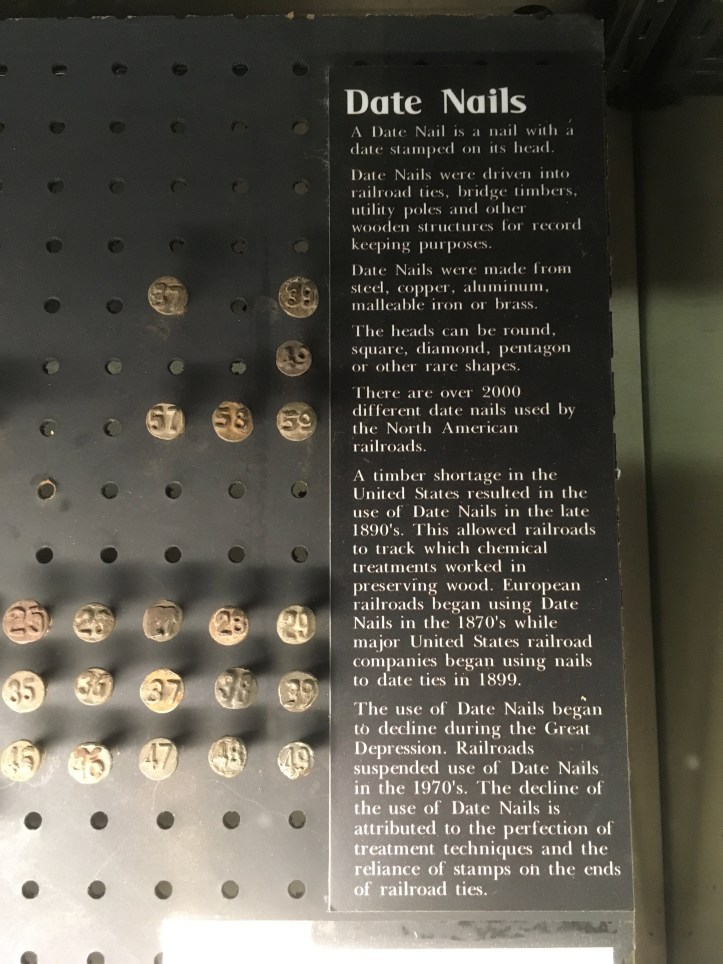 Date Nails
A Date Nail is a nail with a
date stamped on its head.
Date Nails were driven into
railroad ties, bridge timbers,
utility poles and other
wooden structures for record
keeping purposes.
Date Nails were made from
steel, copper, aluminum,
malleable iron or brass.
The heads can be round,
square, diamond, pentagon
or other rare shapes.
There are over 2000
different date nails used by
the North American
railroads.
A timber shortage in the
United States resulted in the
use of Date Nails in the late
1890's. This allowed railroads
to track which chemical
treatments worked in
preserving wood. European
railroads began using Date
Nails in the 1870's while
major United States railroad
companies began using nails
to date ties in 1899.
The use of Date Nails began
to decline during the Great
Depression. Railroads
suspended use of Date Nails
in the 1970's. The decline of
the use of Date Nails is
attributed to the perfection of
treatment techniques and the
reliance of stamps on the ends
of railroad ties.
37 38
49
57 58 59
25 26 28 29
35 36 37 38 39
45 46 47 48 49